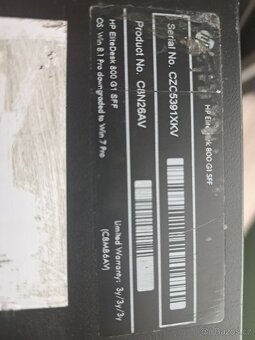 hp
HP EliteDesk 800 G1 SFF
Serial No. CZC5391XKV
Product No. C8N26AV
Limited Warranty: 3y/3y/3y
(C8M86AV)
HP EliteDesk 800 G1 SFF
OS: Win 8.1 Pro downgraded to Win 7 Pro